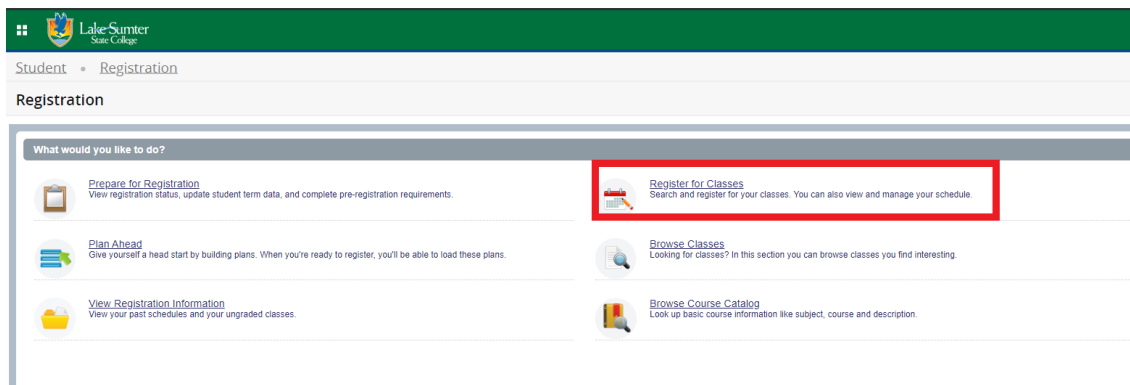 Lake-Sumter
State College
Student • Registration
Registration
What would you like to do?
Prepare for Registration
View registration status, update student term data, and complete pre-registration requirements.
Register for Classes
Search and register for your classes. You can also view and manage your schedule.
Plan Ahead
Give yourself a head start by building plans. When you're ready to register, you'll be able to load these plans.
Browse Classes
Looking for classes? In this section you can browse classes you find interesting.
View Registration Information
View your past schedules and your ungraded classes.
Browse Course Catalog
Look up basic course information like subject, course and description.